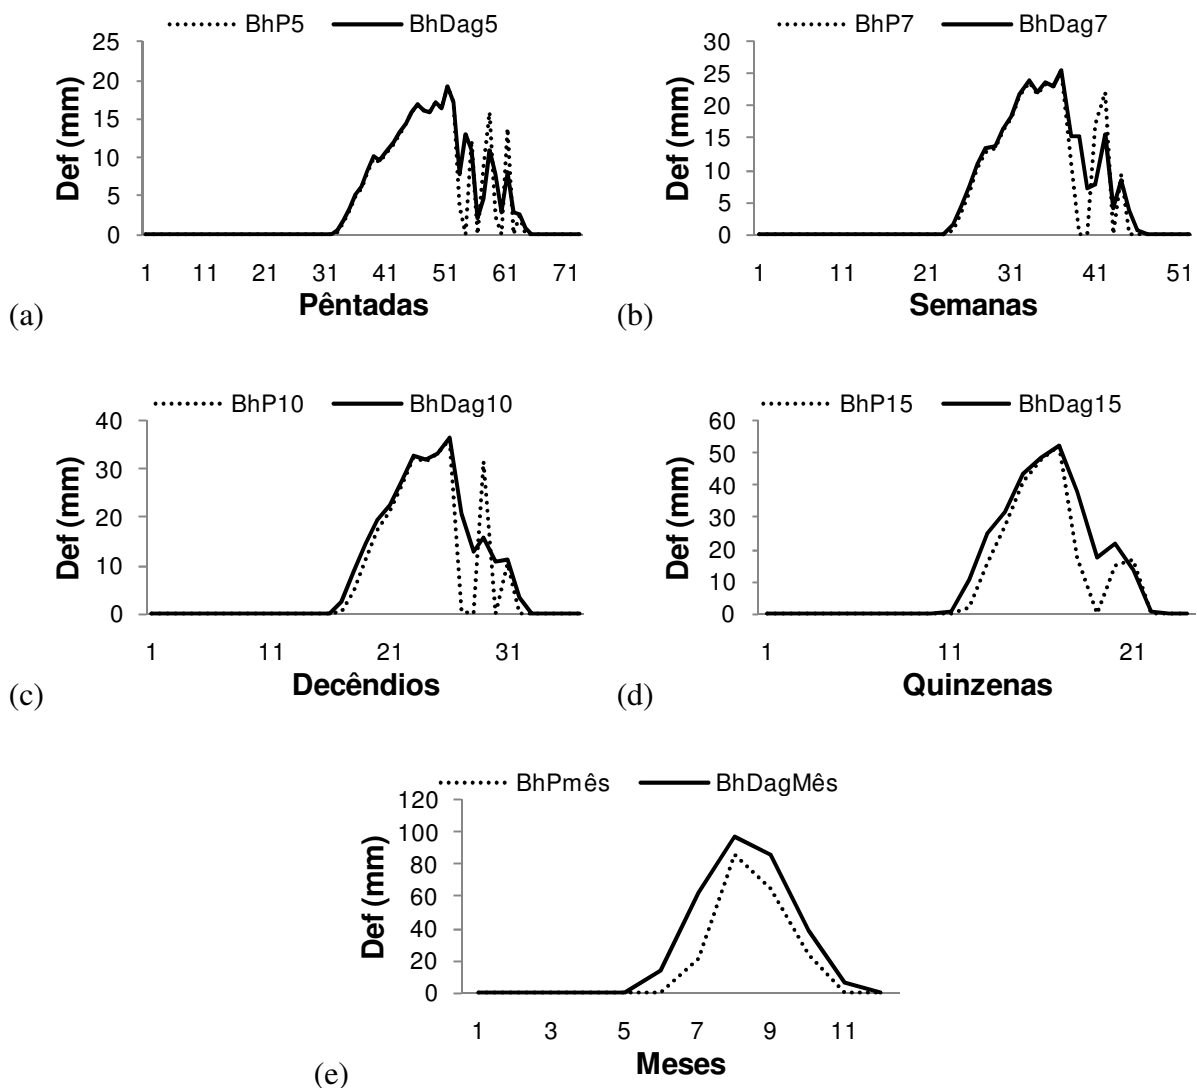 BhP5 BhDag5
25
20
15
10
5
0
Def (mm)
1 11 21 31 41 51 61 71
Pêntadas
(a)
BhP7 BhDag7
30
25
20
15
10
5
0
Def (mm)
1 11 21 31 41 51
Semanas
(b)
BhP10 BhDag10
40
30
20
10
0
Def (mm)
1 11 21 31
Decêndios
(c)
BhP15 BhDag15
60
50
40
30
20
10
0
Def (mm)
1 11 21
Quinzenas
(d)
BhPmês BhDagMês
120
100
80
60
40
20
0
Def (mm)
1 3 5 7 9 11
Meses
(e)